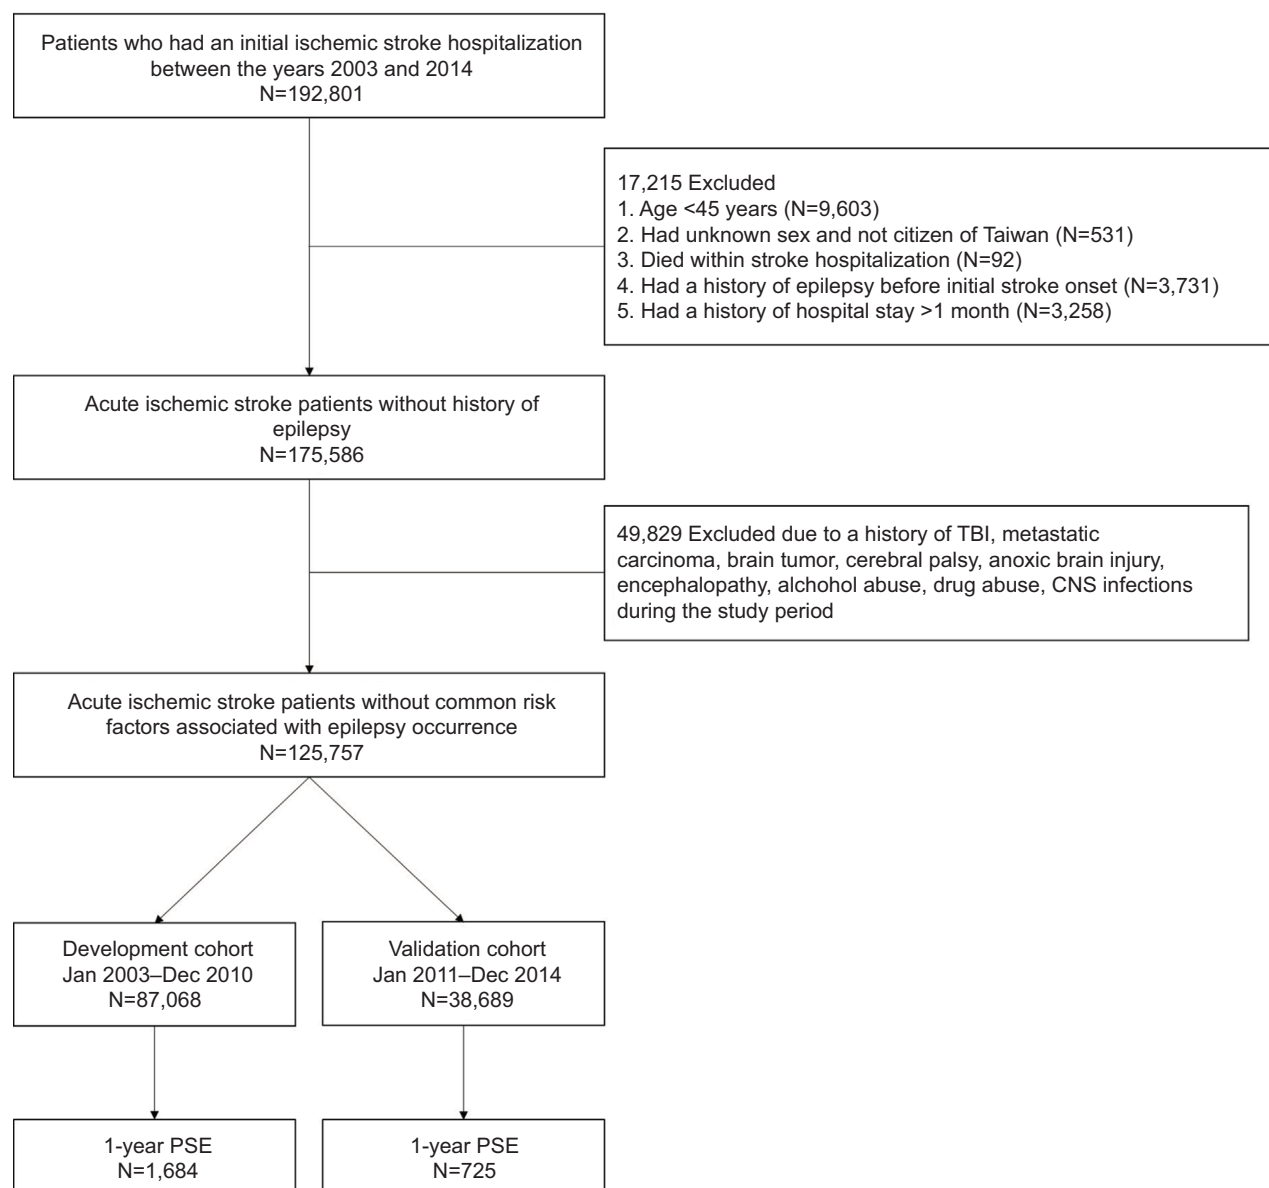 Patients who had an initial ischemic stroke hospitalization
between the years 2003 and 2014
N=192,801
17,215 Excluded
1. Age <45 years (N=9,603)
2. Had unknown sex and not citizen of Taiwan (N=531)
3. Died within stroke hospitalization (N=92)
4. Had a history of epilepsy before initial stroke onset (N=3,731)
5. Had a history of hospital stay >1 month (N=3,258)
Acute ischemic stroke patients without history of
epilepsy
N=175,586
49,829 Excluded due to a history of TBI, metastatic
carcinoma, brain tumor, cerebral palsy, anoxic brain injury,
encephalopathy, alchohol abuse, drug abuse, CNS infections
during the study period
Acute ischemic stroke patients without common risk
factors associated with epilepsy occurrence
N=125,757
Development cohort
Jan 2003–Dec 2010
N=87,068
Validation cohort
Jan 2011–Dec 2014
N=38,689
1-year PSE
N=1,684
1-year PSE
N=725